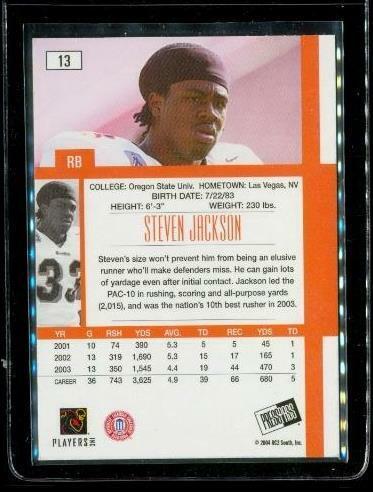 13
RB
COLLEGE: Oregon State Univ. HOMETOWN: Las Vegas, NV
BIRTH DATE: 7/22/83
HEIGHT: 6'-3" WEIGHT: 230 lbs.
STEVEN JACKSON
Steven's size won't prevent him from being an elusive
runner who'll make defenders miss. He can gain lots
of yardage even after initial contact. Jackson led the
PAC-10 in rushing, scoring and all-purpose yards
(2,015), and was the nation's 10th best rusher in 2003.
YR G RSH YDS AVG. TD REC YDS TD
2001 10 74 390 5.3 5 5 45 1
2002 13 319 1,690 5.3 15 17 165 1
2003 13 350 1,545 4.4 19 44 470 3
CAREER 36 743 3,625 4.9 39 66 680 5
33
PLAYERS INC
PRESS PASS
© 2004 RC2 South, Inc.